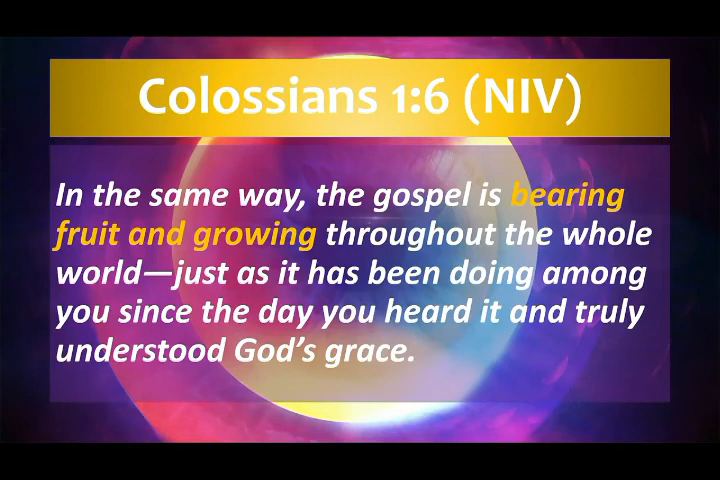 Colossians 1:6 (NIV)
In the same way, the gospel is bearing
fruit and growing throughout the whole
world—just as it has been doing among
you since the day you heard it and truly
understood God’s grace.